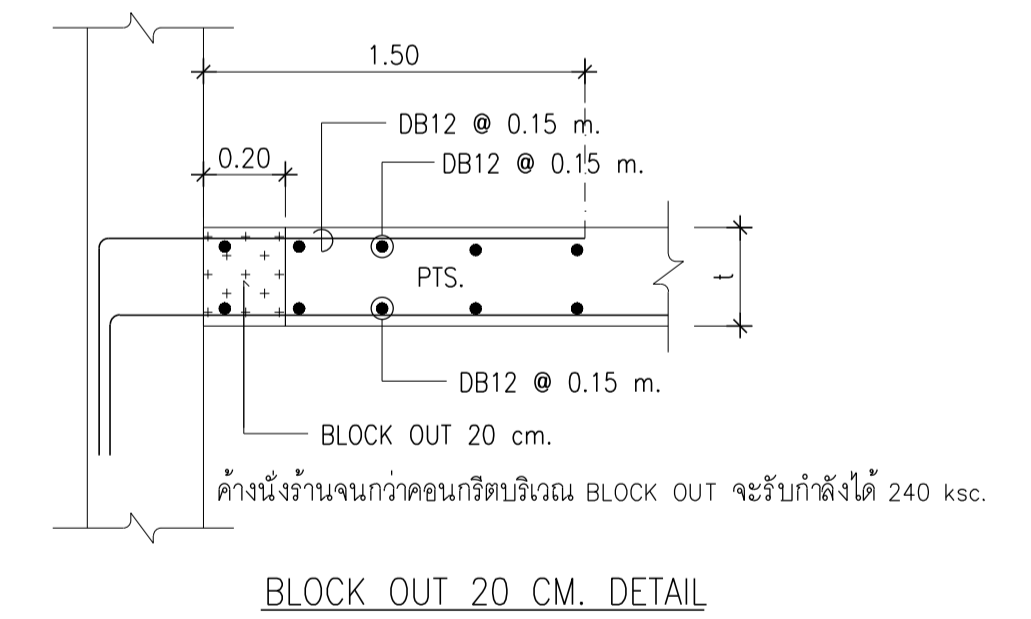 1.50
DB12 @ 0.15 m.
0.20
DB12 @ 0.15 m.
PTS.
t
DB12 @ 0.15 m.
BLOCK OUT 20 cm.
ค้างนั่งร้านจนกว่าคอนกรีตบริเวณ BLOCK OUT จะรับกำลังได้ 240 ksc.
BLOCK OUT 20 CM. DETAIL